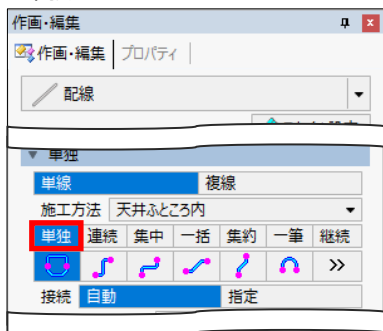 作画・編集
作画・編集 プロパティ
配線
単独
単線 複線
施工方法 天井ふところ内
単独 連続 集中 一括 集約 一筆 継続
接続 自動 指定